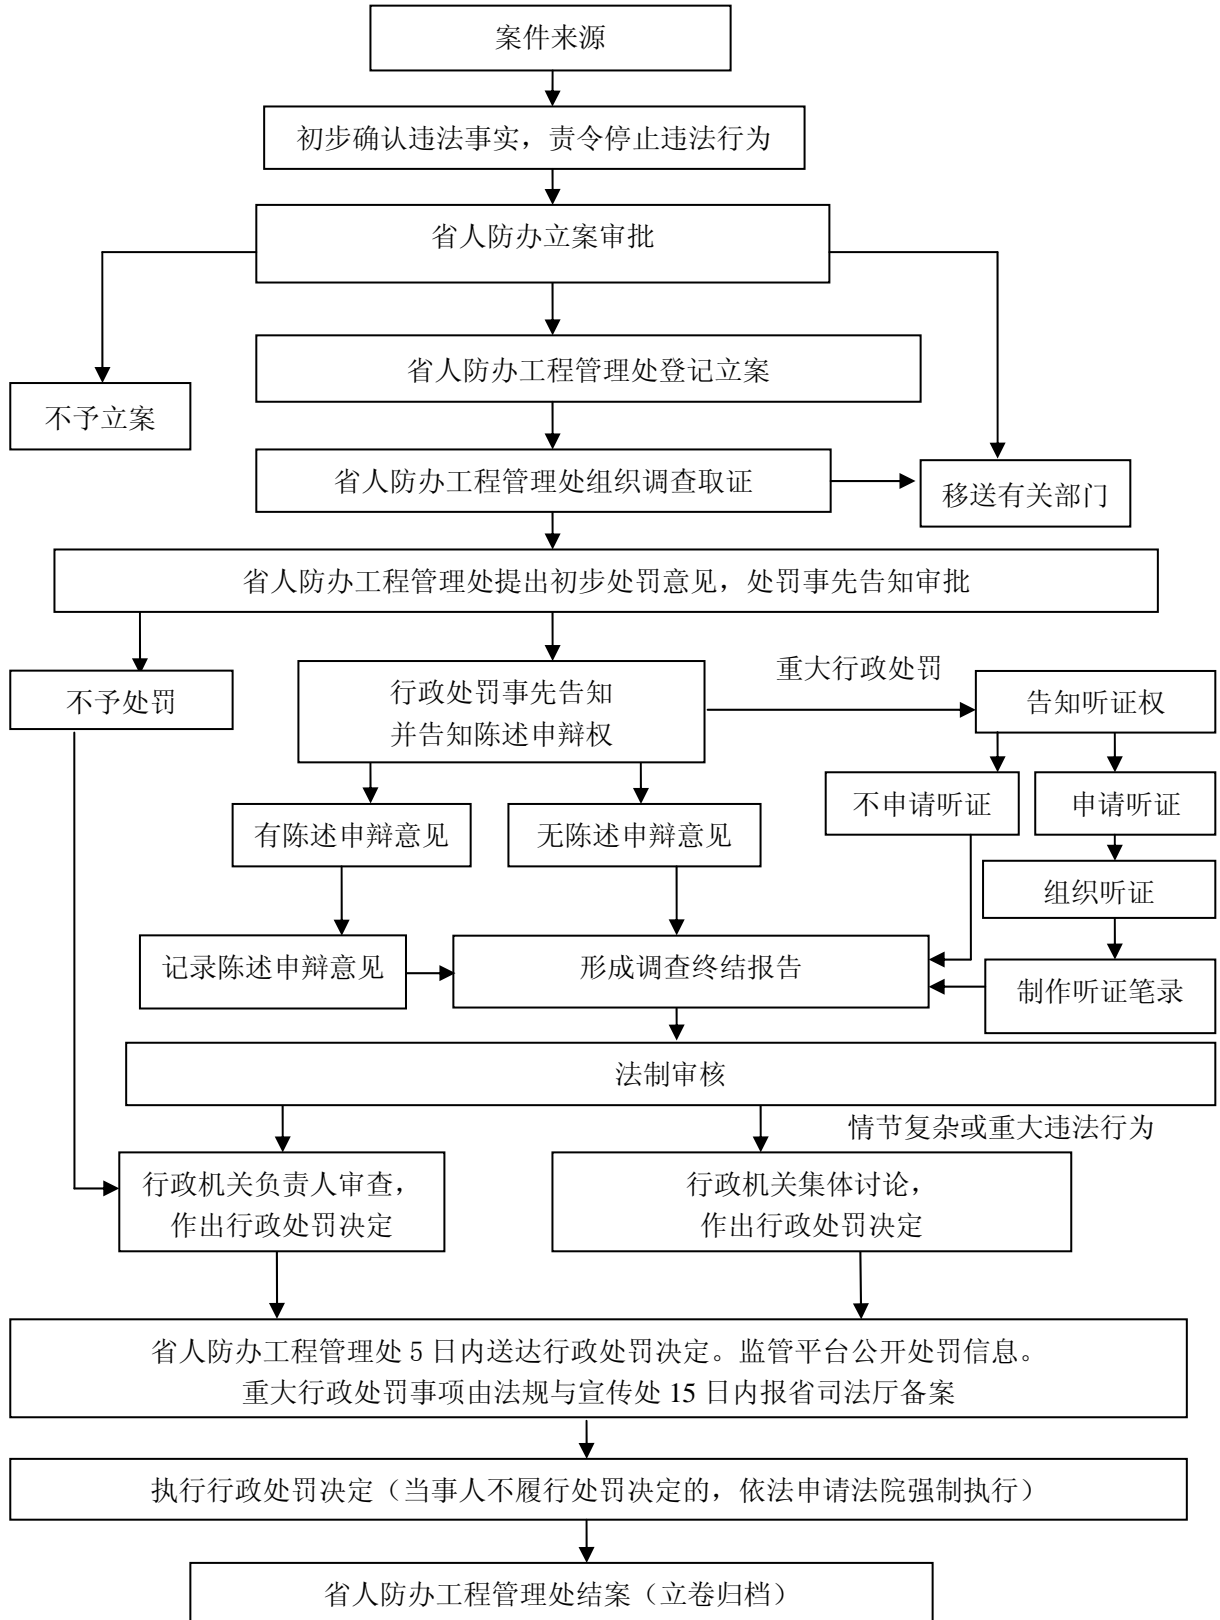 案件来源
初步确认违法事实，责令停止违法行为
省人防办立案审批
省人防办工程管理处登记立案
不予立案
省人防办工程管理处组织调查取证
移送有关部门
省人防办工程管理处提出初步处罚意见，处罚事先告知审批
不予处罚
行政处罚事先告知
并告知陈述申辩权
重大行政处罚
告知听证权
有陈述申辩意见
无陈述申辩意见
不申请听证
申请听证
组织听证
记录陈述申辩意见
形成调查终结报告
制作听证笔录
法制审核
情节复杂或重大违法行为
行政机关负责人审查，
作出行政处罚决定
行政机关集体讨论，
作出行政处罚决定
省人防办工程管理处 5 日内送达行政处罚决定。监管平台公开处罚信息。
重大行政处罚事项由法规与宣传处 15 日内报省司法厅备案
执行行政处罚决定（当事人不履行处罚决定的，依法申请法院强制执行）
省人防办工程管理处结案（立卷归档）